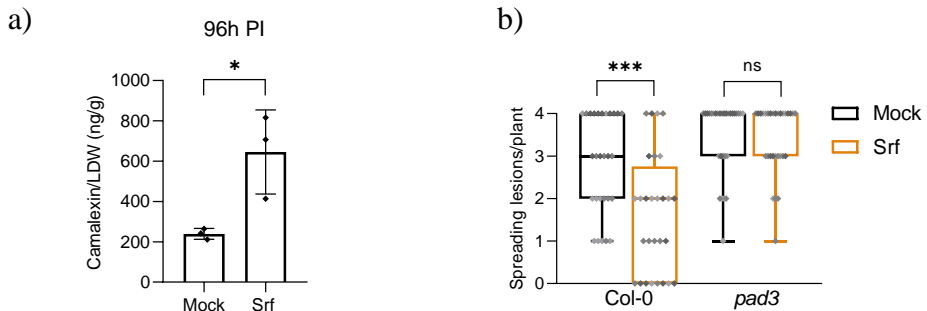 a)
96h PI
*
Camalexin/LDW (ng/g)
1000
800
600
400
200
0
Mock
Srf
b)
***
ns
Spreading lesions/plant
4
3
2
1
0
Col-0
pad3
Mock
Srf